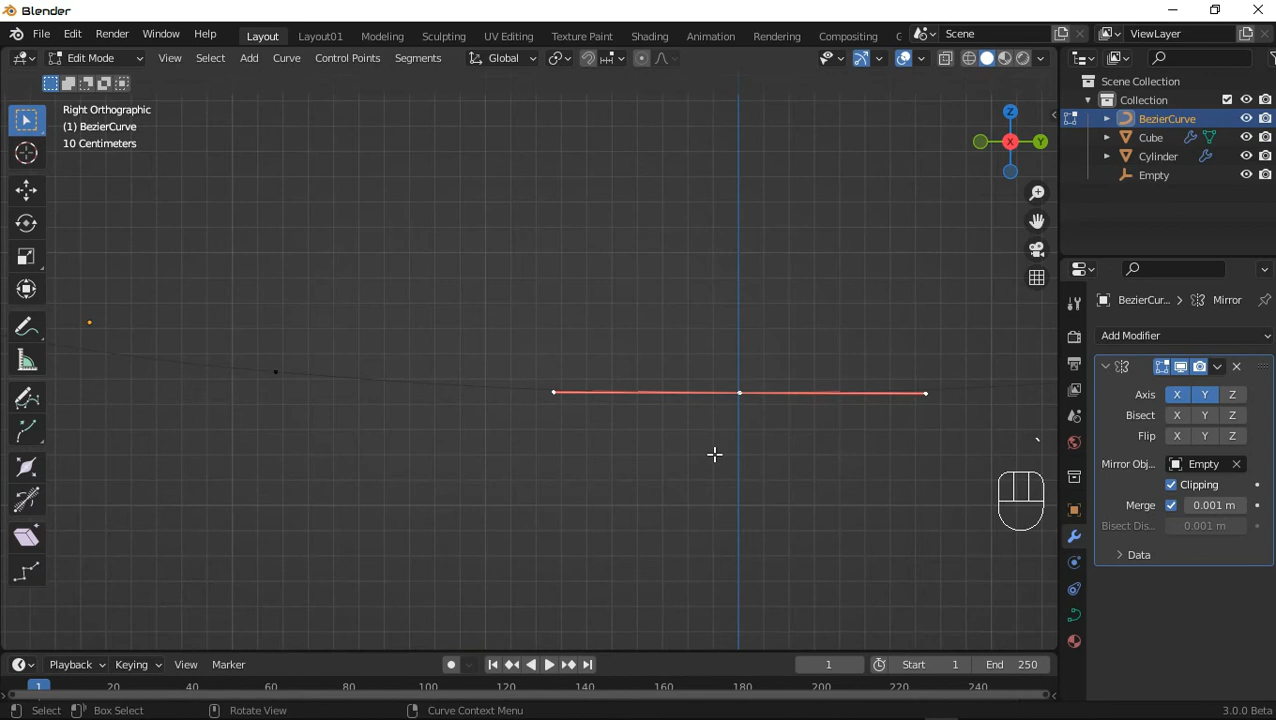 Blender
File Edit Render Window Help Layout Layout01 Modeling Sculpting UV Editing Texture Paint Shading Animation Rendering Compositing Scene ViewLayer
Edit Mode View Select Add Curve Control Points Segments Global
Right Orthographic
(1) BezierCurve
10 Centimeters
Z
Y
X
Scene Collection
Collection
BezierCurve
Cube
Cylinder
Empty
BezierCur... > Mirror
Add Modifier
Axis X Y Z
Bisect X Y Z
Flip X Y Z
Mirror Obj... Empty
Clipping
Merge 0.001 m
Bisect Dis... 0.001 m
> Data
Playback Keying View Marker 1 Start 1 End 250
1 20 40 60 80 100 120 140 160 180 200 220 240
Select Box Select Rotate View Curve Context Menu 3.0.0 Beta